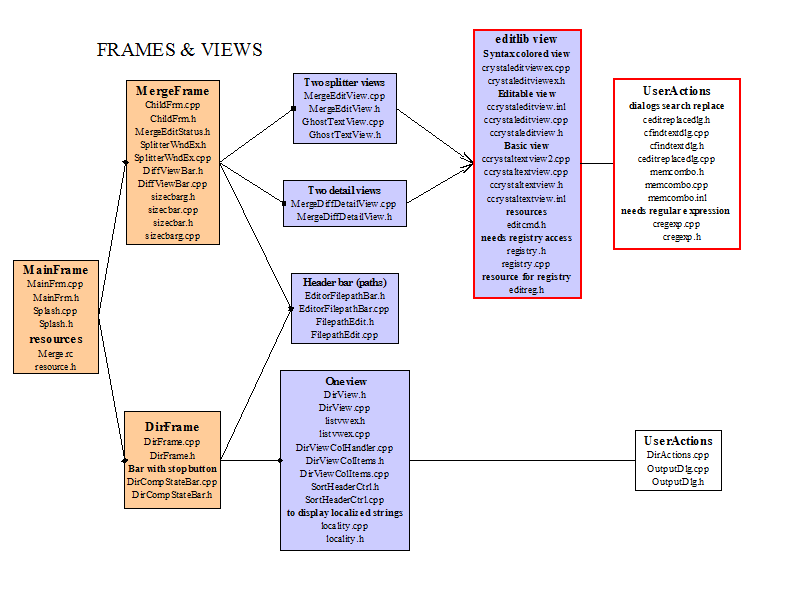 FRAMES & VIEWS
MainFrame
MainFrm.cpp
MainFrm.h
Splash.cpp
Splash.h
resources
Merge.rc
resource.h
MergeFrame
ChildFrm.cpp
ChildFrm.h
MergeEditStatus.h
SplitterWndEx.h
SplitterWndEx.cpp
DiffViewBar.h
DiffViewBar.cpp
sizecbarg.h
sizecbar.cpp
sizecbar.h
sizecbarg.cpp
DirFrame
DirFrame.cpp
DirFrame.h
Bar with stop button
DirCompStateBar.cpp
DirCompStateBar.h
Two splitter views
MergeEditView.cpp
MergeEditView.h
GhostTextView.cpp
GhostTextView.h
Two detail views
MergeDiffDetailView.cpp
MergeDiffDetailView.h
Header bar (paths)
EditorFilepathBar.h
EditorFilepathBar.cpp
FilepathEdit.h
FilepathEdit.cpp
One view
DirView.h
DirView.cpp
listvwex.h
listvwex.cpp
DirViewColHandler.cpp
DirViewColItems.h
DirViewColItems.cpp
SortHeaderCtrl.h
SortHeaderCtrl.cpp
to display localized strings
locality.cpp
locality.h
editlib view
Syntax colored view
crystaleditviewex.cpp
crystaleditviewex.h
Editable view
ccrystaleditview.inl
ccrystaleditview.cpp
ccrystaleditview.h
Basic view
ccrystaltextview2.cpp
ccrystaltextview.cpp
ccrystaltextview.h
ccrystaltextview.inl
resources
editcmd.h
needs registry access
registry.h
registry.cpp
resource for registry
editreg.h
UserActions
dialogs search replace
ceditreplacedlg.h
cfindtextdlg.cpp
cfindtextdlg.h
ceditreplacedlg.cpp
memcombo.h
memcombo.cpp
memcombo.inl
needs regular expression
cregexp.cpp
cregexp.h
UserActions
DirActions.cpp
OutputDlg.cpp
OutputDlg.h